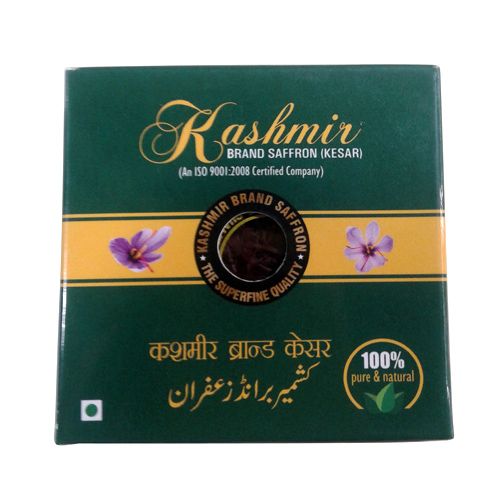 Kashmir
BRAND SAFFRON (KESAR)
(An ISO 9001:2008 Certified Company)
KASHMIR BRAND SAFFRON
THE SUPERFINE QUALITY
कशमीर ब्रान्ड केसर
کشمیر برانڈ زعفران
100%
pure & natural